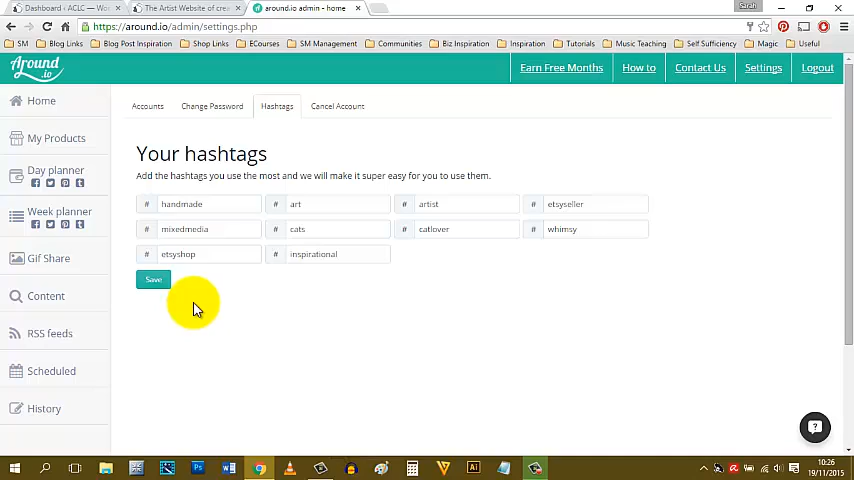 Dashboard ‹ ACLC — Wo
The Artist Website of crea
around.io admin - home
Sarah
https://around.io/admin/settings.php
SM
Blog Links
Blog Post Inspiration
Shop Links
ECourses
SM Management
Communities
Biz Inspiration
Inspiration
Tutorials
Music Teaching
Self Sufficiency
Magic
Useful
Around.io
Earn Free Months
How to
Contact Us
Settings
Logout
Home
My Products
Day planner
Week planner
Gif Share
Content
RSS feeds
Scheduled
History
Accounts
Change Password
Hashtags
Cancel Account
Your hashtags
Add the hashtags you use the most and we will make it super easy for you to use them.
# handmade # art # artist # etsyseller
# mixedmedia # cats # catlover # whimsy
# etsyshop # inspirational
Save
10:26
19/11/2015